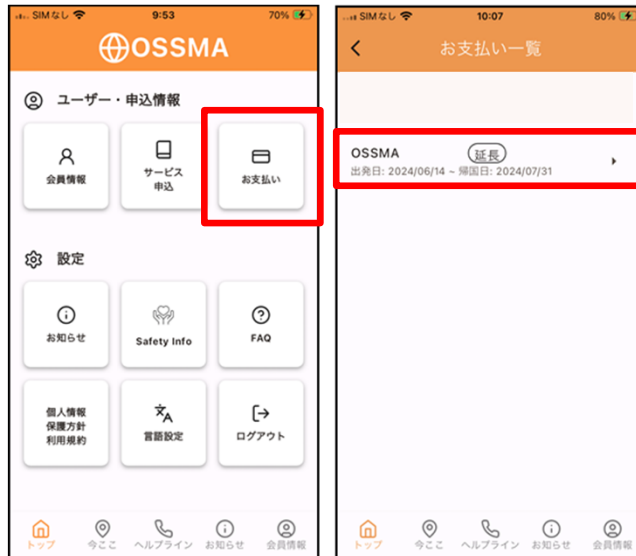 SIMなし 9:53 70%
OSSMA
ユーザー・申込情報
会員情報
サービス
申込
お支払い
設定
お知らせ
Safety Info
FAQ
個人情報
保護方針
利用規約
言語設定
ログアウト
トップ 今ここ ヘルプライン お知らせ 会員情報
SIMなし 10:07 80%
お支払い一覧
OSSMA 延長
出発日: 2024/06/14 ~ 帰国日: 2024/07/31
トップ 今ここ ヘルプライン お知らせ 会員情報